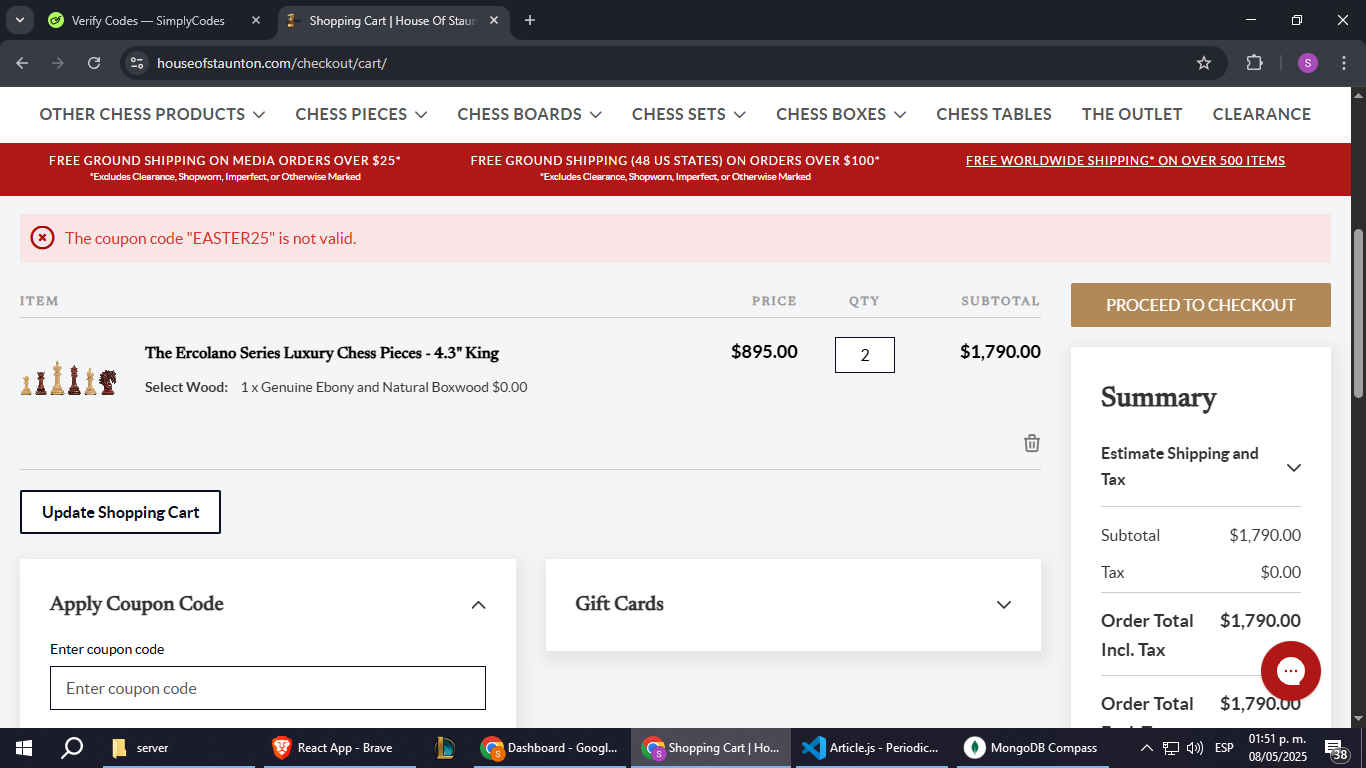 Verify Codes — SimplyCodes
Shopping Cart | House Of Staun
houseofstaunton.com/checkout/cart/
S
OTHER CHESS PRODUCTS
CHESS PIECES
CHESS BOARDS
CHESS SETS
CHESS BOXES
CHESS TABLES
THE OUTLET
CLEARANCE
FREE GROUND SHIPPING ON MEDIA ORDERS OVER $25*
*Excludes Clearance, Shopworn, Imperfect, or Otherwise Marked
FREE GROUND SHIPPING (48 US STATES) ON ORDERS OVER $100*
*Excludes Clearance, Shopworn, Imperfect, or Otherwise Marked
FREE WORLDWIDE SHIPPING* ON OVER 500 ITEMS
The coupon code "EASTER25" is not valid.
ITEM PRICE QTY SUBTOTAL
The Ercolano Series Luxury Chess Pieces - 4.3" King $895.00 2 $1,790.00
Select Wood: 1 x Genuine Ebony and Natural Boxwood $0.00
Update Shopping Cart
Apply Coupon Code
Enter coupon code
Enter coupon code
Gift Cards
PROCEED TO CHECKOUT
Summary
Estimate Shipping and
Tax
Subtotal $1,790.00
Tax $0.00
Order Total $1,790.00
Incl. Tax
Order Total $1,790.00
server
React App - Brave
S
Dashboard - Googl...
S
Shopping Cart | Ho...
Article.js - Periodic...
MongoDB Compass
ESP
01:51 p. m.
08/05/2025
38